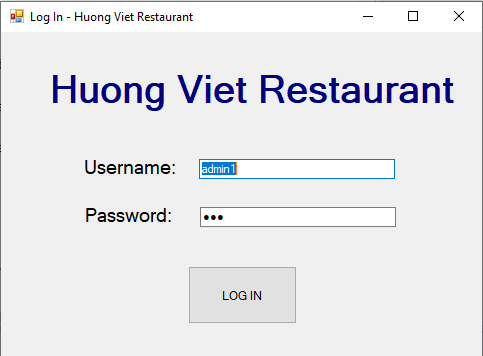 Log In - Huong Viet Restaurant
Huong Viet Restaurant
Username: admin1
Password: •••
LOG IN